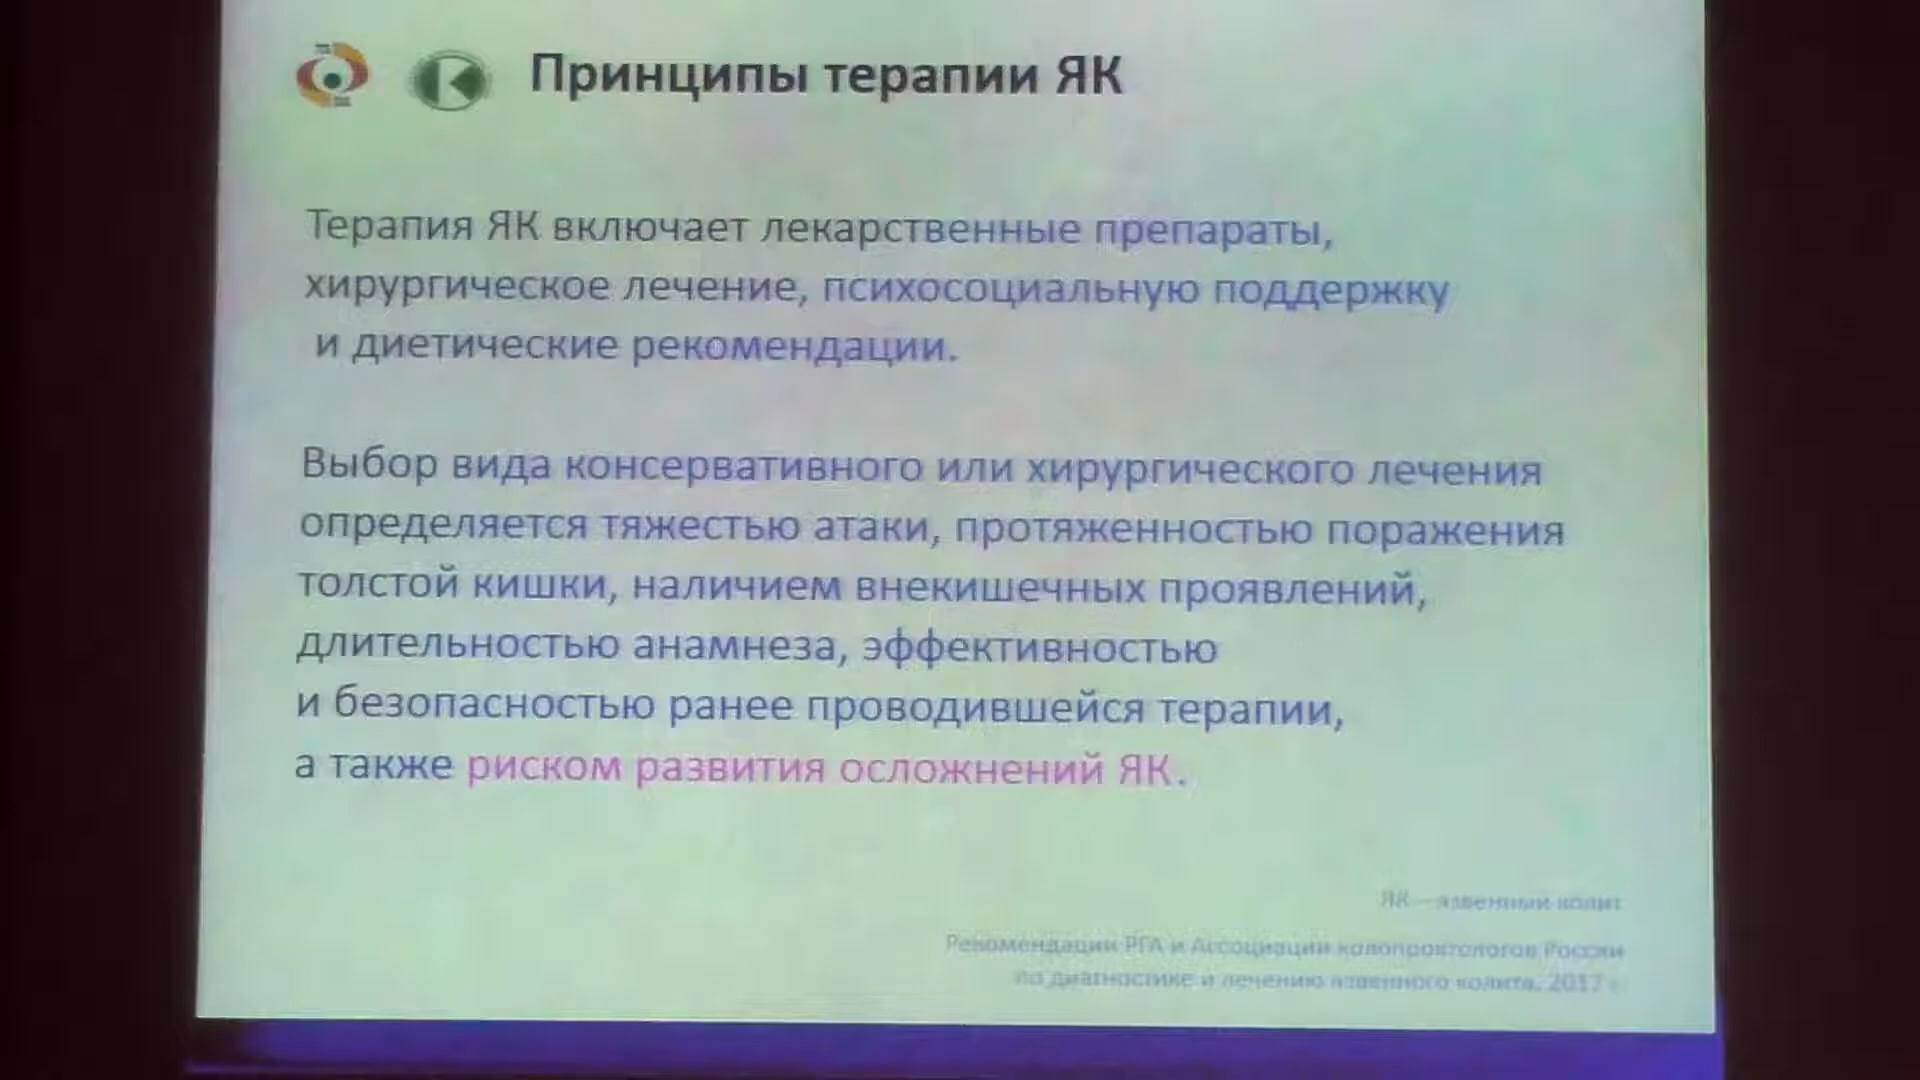 Принципы терапии ЯК
Терапия ЯК включает лекарственные препараты,
хирургическое лечение, психосоциальную поддержку
и диетические рекомендации.
Выбор вида консервативного или хирургического лечения
определяется тяжестью атаки, протяженностью поражения
толстой кишки, наличием внекишечных проявлений,
длительностью анамнеза, эффективностью
и безопасностью ранее проводившейся терапии,
а также риском развития осложнений ЯК.
ЯК – язвенный колит
Рекомендации РГА и Ассоциации колопроктологов России
по диагностике и лечению язвенного колита, 2017 г.